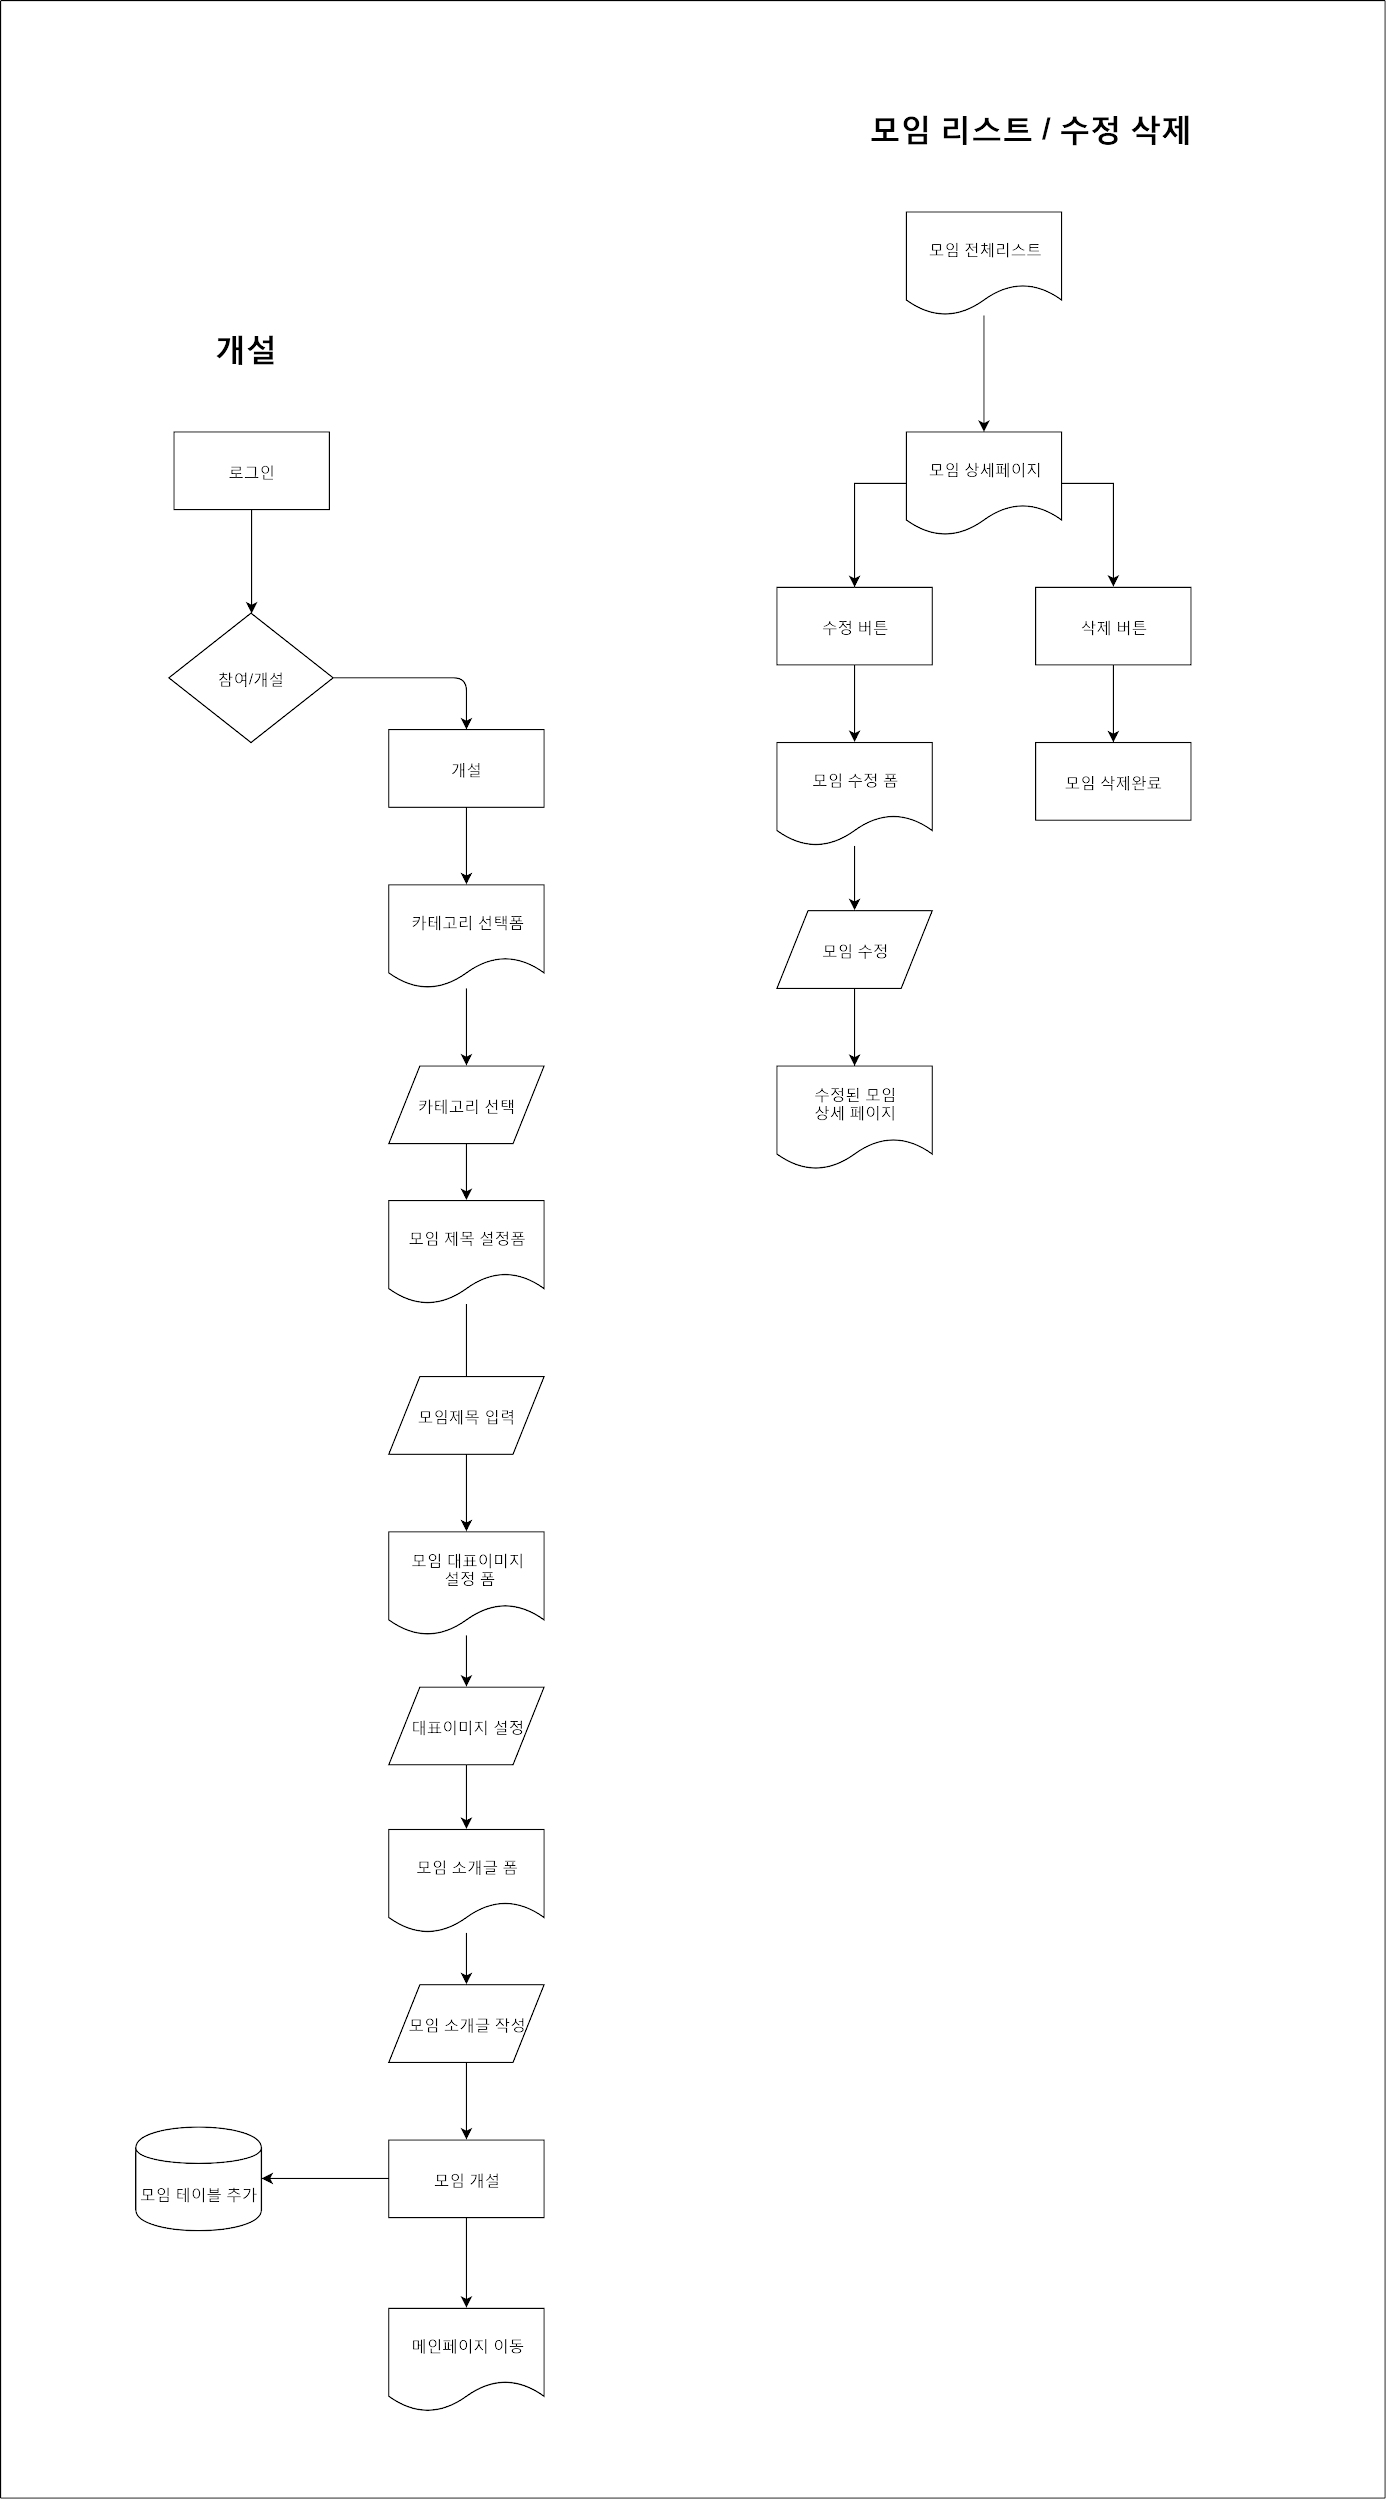 개설
로그인
참여/개설
개설
카테고리 선택폼
카테고리 선택
모임 제목 설정폼
모임제목 입력
모임 대표이미지
설정 폼
대표이미지 설정
모임 소개글 폼
모임 소개글 작성
모임 개설
모임 테이블 추가
메인페이지 이동
모임 리스트 / 수정 삭제
모임 전체리스트
모임 상세페이지
수정 버튼
삭제 버튼
모임 수정 폼
모임 삭제완료
모임 수정
수정된 모임
상세 페이지